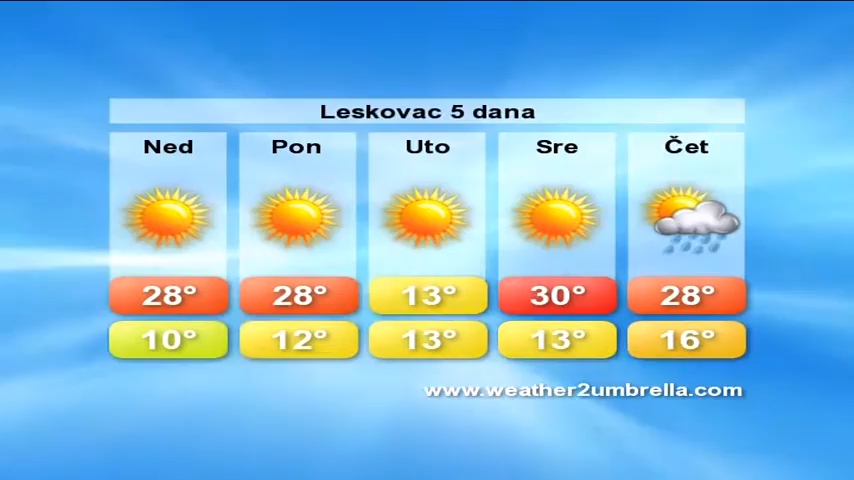 Leskovac 5 dana
Ned Pon Uto Sre Čet
28° 28° 13° 30° 28°
10° 12° 13° 13° 16°
www.weather2umbrella.com